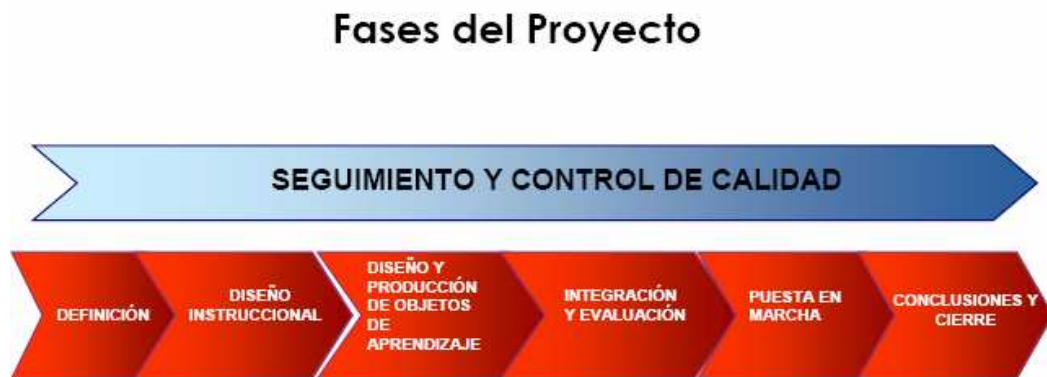 Fases del Proyecto
SEGUIMIENTO Y CONTROL DE CALIDAD
DEFINICIÓN
DISEÑO
INSTRUCCIONAL
DISEÑO Y
PRODUCCIÓN
DE OBJETOS
DE
APRENDIZAJE
INTEGRACIÓN
Y EVALUACIÓN
PUESTA EN
MARCHA
CONCLUSIONES Y
CIERRE